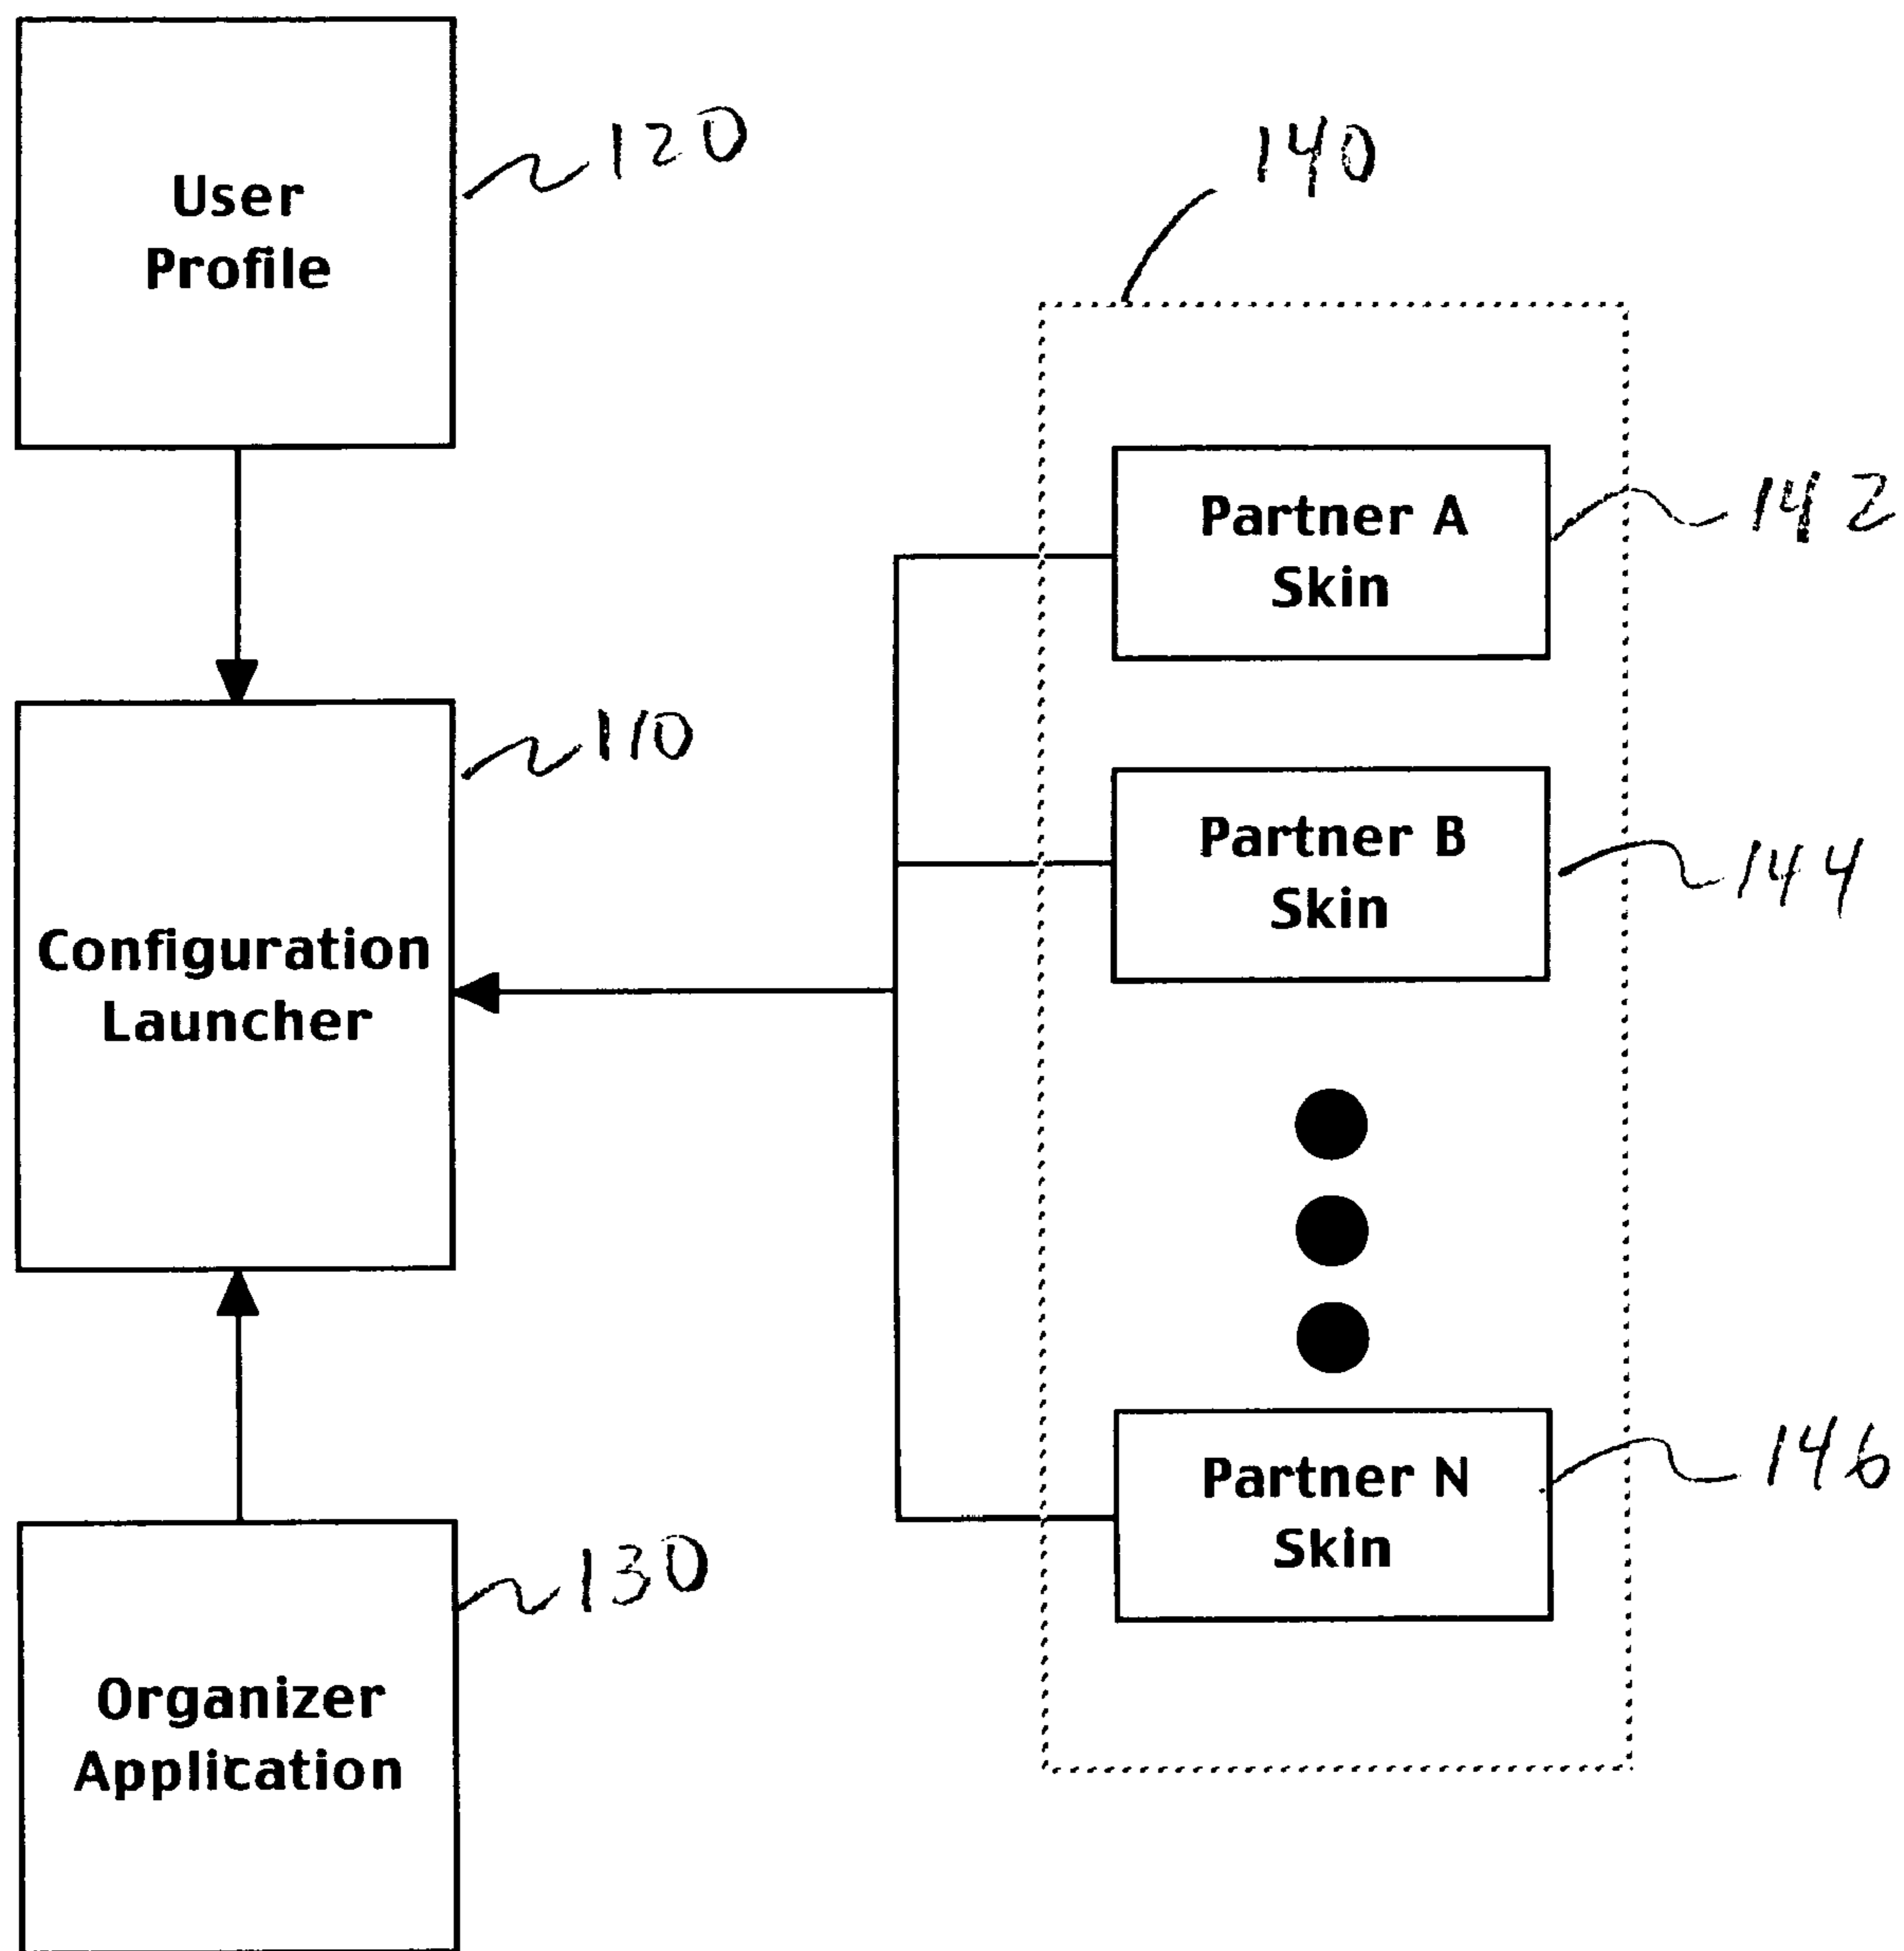 User
Profile
120
140
Partner A
Skin
142
Configuration
Launcher
110
Partner B
Skin
144
Partner N
Skin
146
Organizer
Application
130